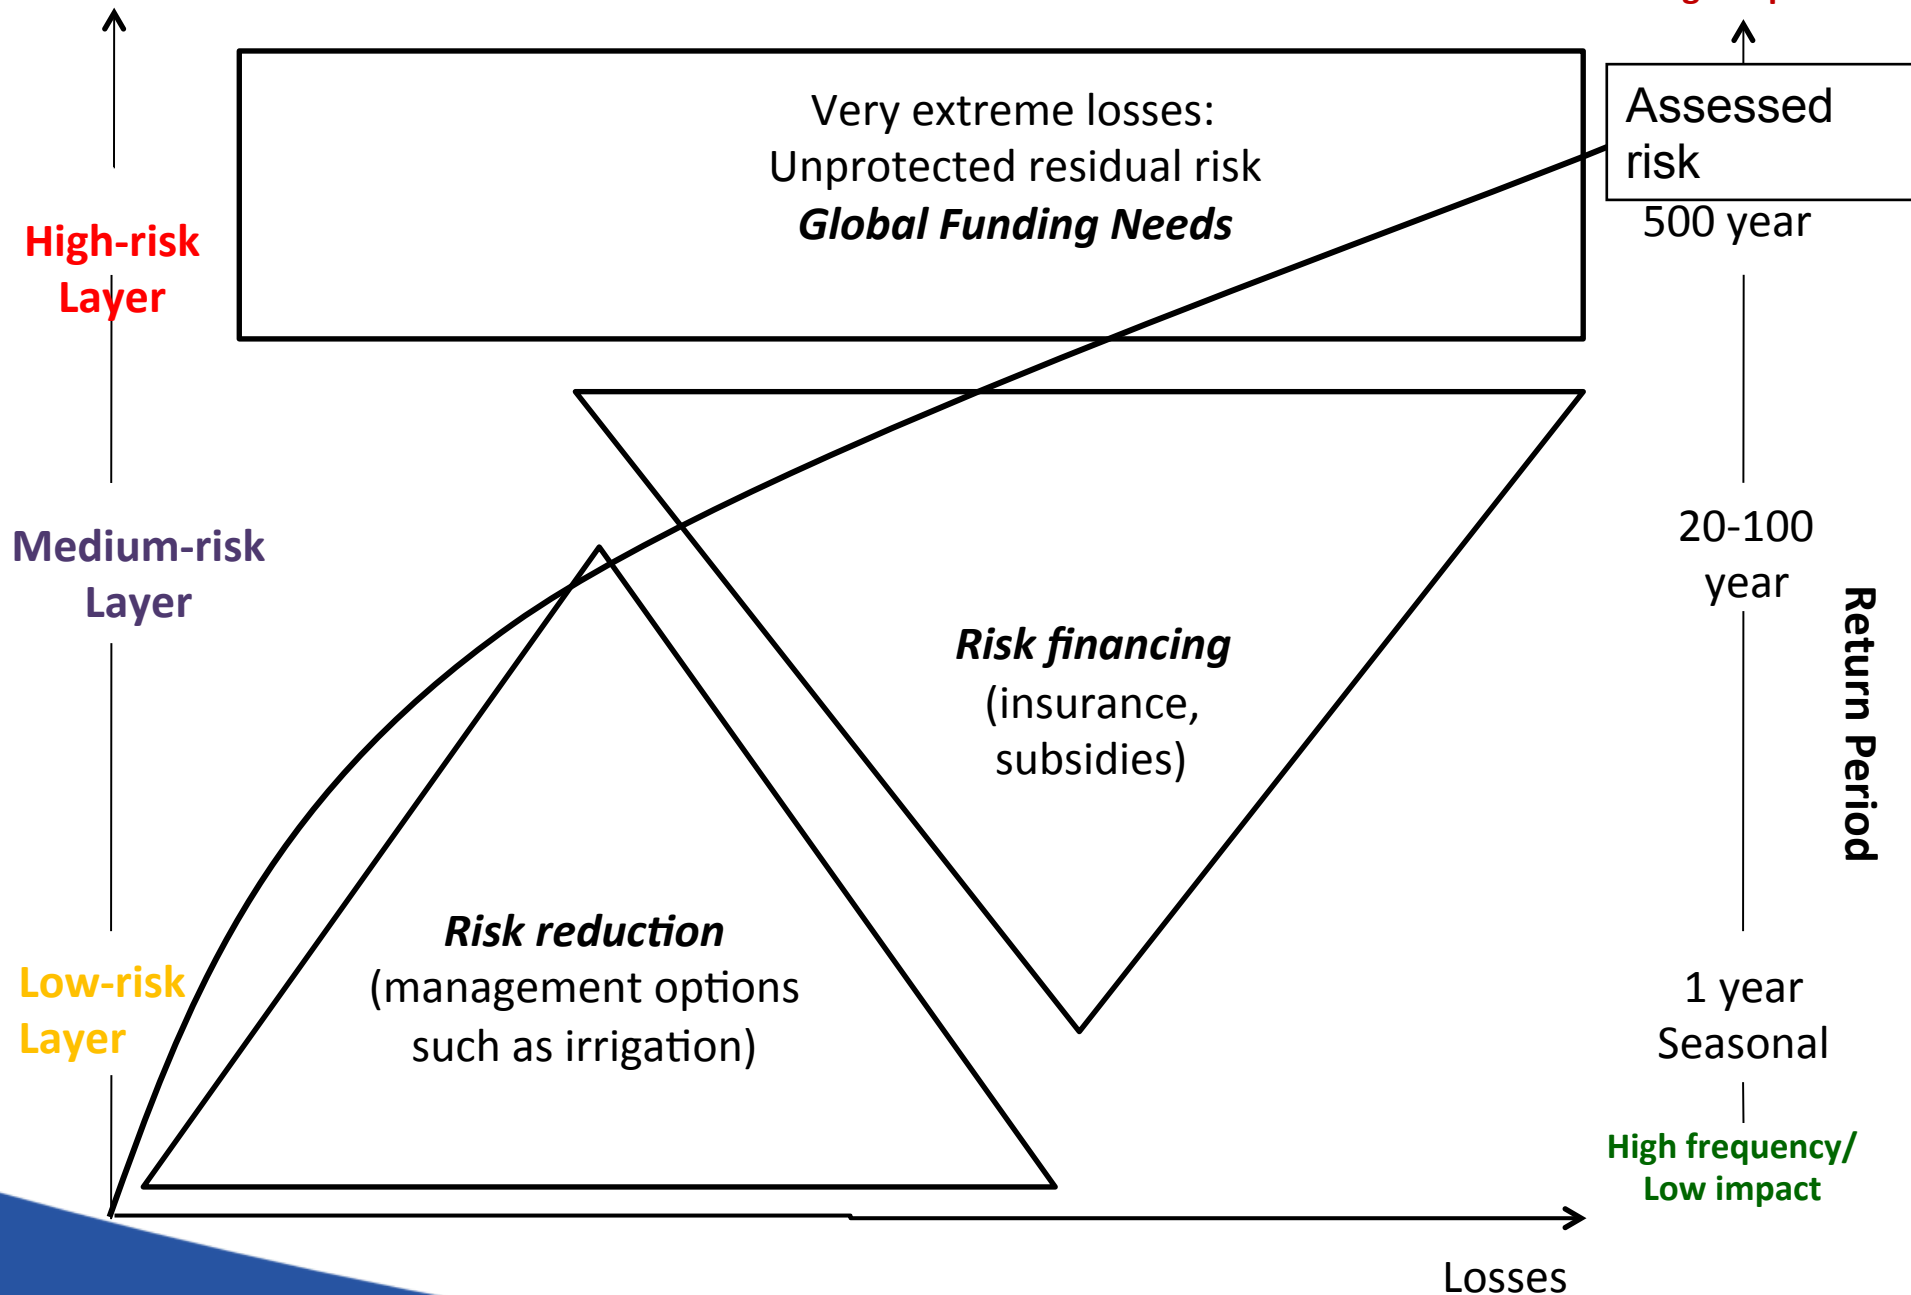 Very extreme losses:
Unprotected residual risk
Global Funding Needs
Assessed
risk
500 year
High-risk
Layer
20-100
year
Medium-risk
Layer
Return Period
Risk financing
(insurance,
subsidies)
Risk reduction
(management options
such as irrigation)
Low-risk
Layer
1 year
Seasonal
High frequency/
Low impact
Losses